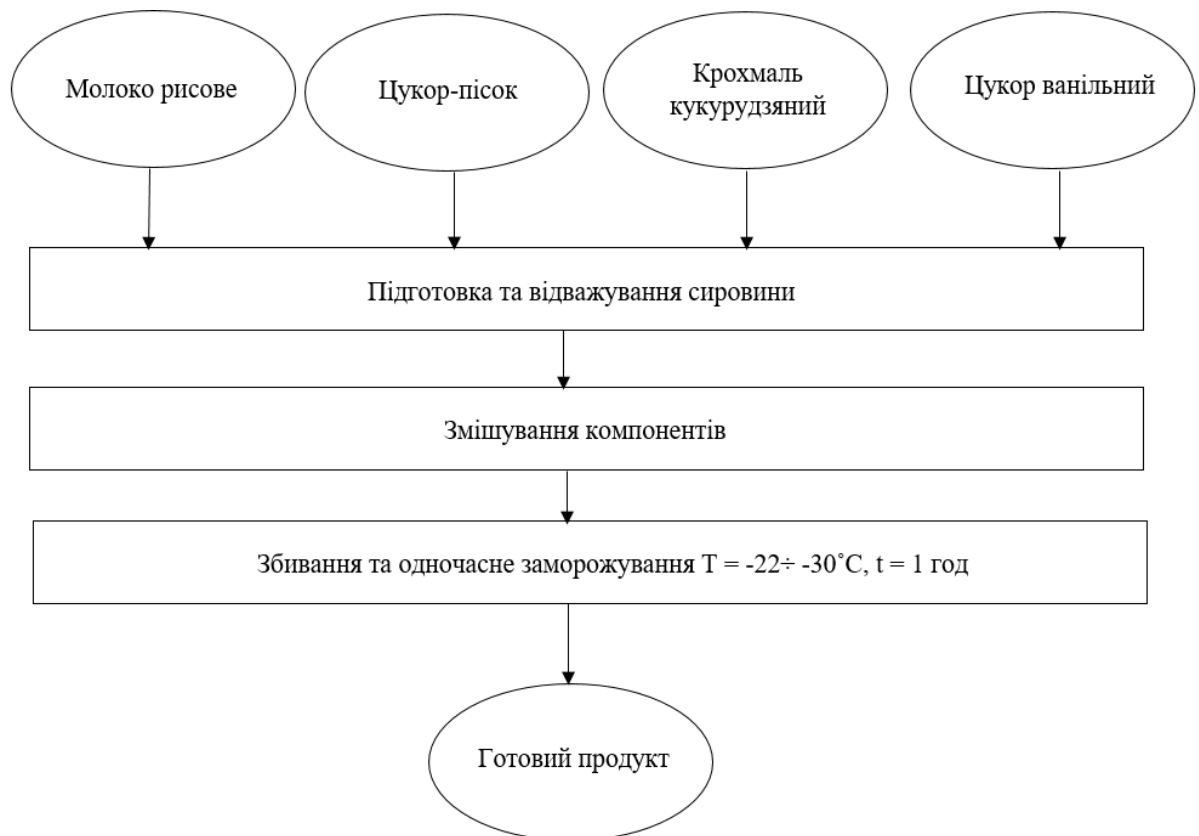 Молоко рисове
Цукор-пісок
Крохмаль
кукурудзяний
Цукор ванільний
Підготовка та відважування сировини
Змішування компонентів
Збивання та одночасне заморожування T = -22÷ -30˚C, t = 1 год
Готовий продукт